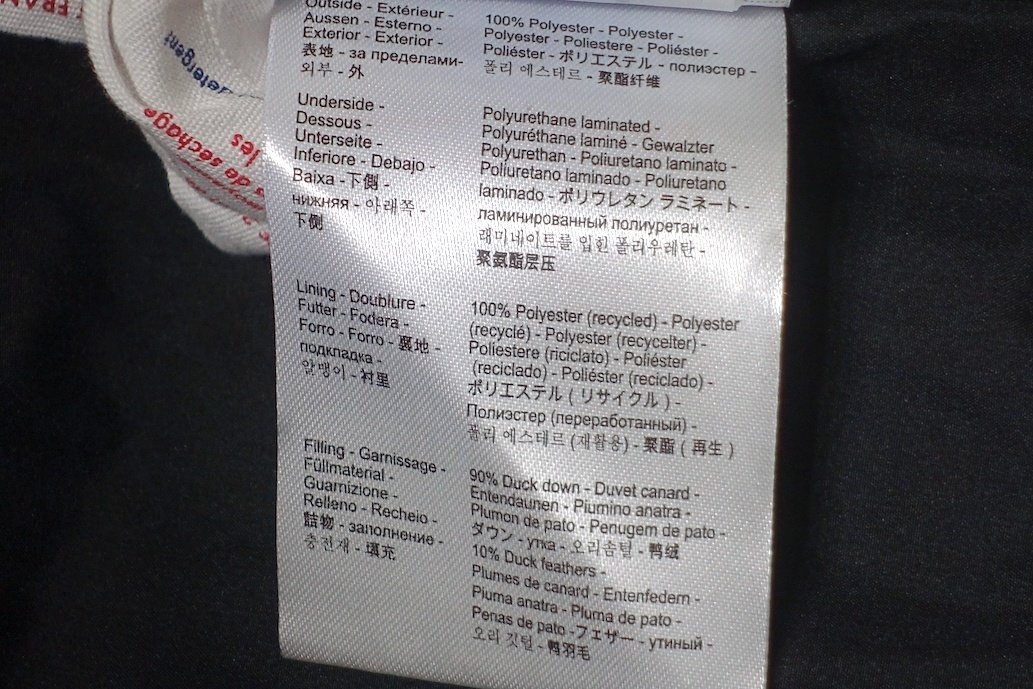 FRAN
detergent
s de séchage
les
Outside - Extérieur -
Aussen - Esterno -
Exterior - Exterior -
表地 - за пределами-
외부 - 外
100% Polyester - Polyester -
Polyester - Poliestere - Poliéster -
Poliéster - ポリエステル - полиэстер -
폴리 에스테르 - 聚酯纤维
Underside -
Dessous -
Unterseite -
Inferiore - Debajo -
Baixa -下側 -
нижняя - 아래쪽 -
下侧
Polyurethane laminated -
Polyuréthane laminé - Gewalzter
Polyurethan - Poliuretano laminato -
Poliuretano laminado - Poliuretano
laminado - ポリウレタン ラミネート -
ламинированный полиуретан -
래미네이트를 입힌 폴리우레탄 -
聚氨酯层压
Lining - Doublure -
Futter - Fodera -
Forro - Forro - 裏地 -
подкладка -
알맹이 - 衬里
100% Polyester (recycled) - Polyester
(recyclé) - Polyester (recycelter) -
Poliestere (riciclato) - Poliéster
(reciclado) - Poliéster (reciclado) -
ポリエステル ( リサイクル ) -
Полиэстер (переработанный) -
폴리 에스테르 (재활용) - 聚酯 ( 再生 )
Filling - Garnissage -
Füllmaterial -
Guarnizione -
Relleno - Recheio -
詰物 - заполнение -
충전재 - 填充
90% Duck down - Duvet canard -
Entendaunen - Piumino anatra -
Plumon de pato - Penugem de pato -
ダウン - утка - 오리솜털 - 鸭绒
10% Duck feathers -
Plumes de canard - Entenfedern -
Piuma anatra - Pluma de pato -
Penas de pato -フェザー - утиный -
오리 깃털 - 鸭羽毛